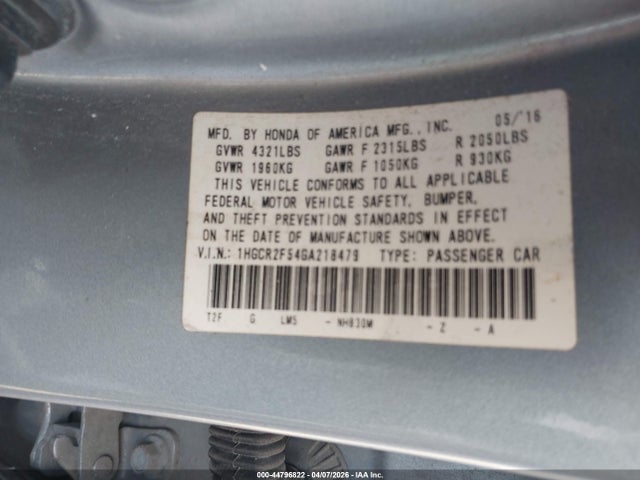 MFD. BY HONDA OF AMERICA MFG., INC. 05/'16
GVWR 4321LBS GAWR F 2315LBS R 2050LBS
GVWR 1960KG GAWR F 1050KG R 930KG
THIS VEHICLE CONFORMS TO ALL APPLICABLE
FEDERAL MOTOR VEHICLE SAFETY, BUMPER,
AND THEFT PREVENTION STANDARDS IN EFFECT
ON THE DATE OF MANUFACTURE SHOWN ABOVE.
V.I.N.: 1HGCR2F54GA218479 TYPE: PASSENGER CAR
T2F G LM5 - NH830M - Z - A
000-44796822 - 04/07/2026 - IAA Inc.